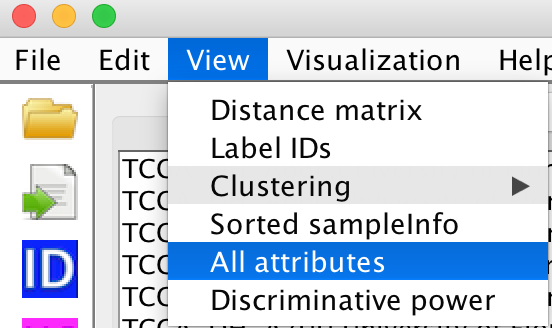 File Edit View Visualization Help
Distance matrix
Label IDs
Clustering
Sorted sampleInfo
All attributes
Discriminative power
ID
TCC
TCC
TCC
TCC
TCC